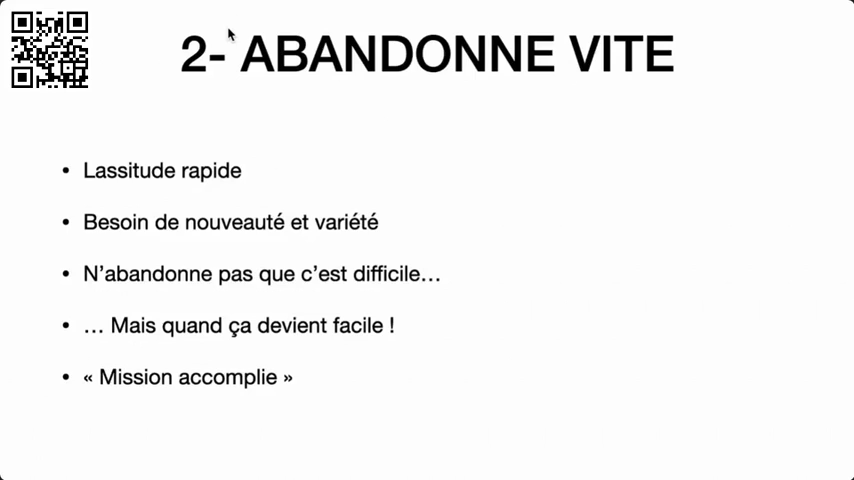 2- ABANDONNE VITE
• Lassitude rapide
• Besoin de nouveauté et variété
• N’abandonne pas que c’est difficile…
• … Mais quand ça devient facile !
• « Mission accomplie »